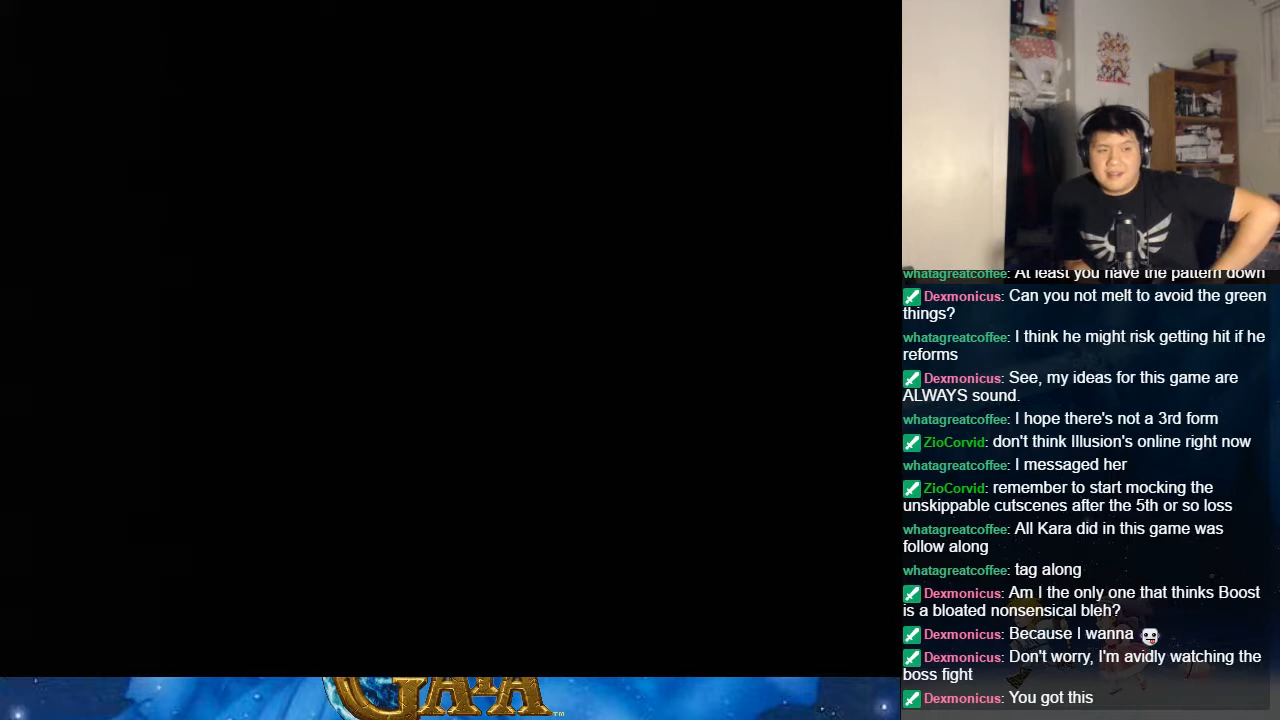 whatagreatcoffee: At least you have the pattern down
Dexmonicus: Can you not melt to avoid the green
things?
whatagreatcoffee: I think he might risk getting hit if he
reforms
Dexmonicus: See, my ideas for this game are
ALWAYS sound.
whatagreatcoffee: I hope there's not a 3rd form
ZioCorvid: don't think Illusion's online right now
whatagreatcoffee: I messaged her
ZioCorvid: remember to start mocking the
unskippable cutscenes after the 5th or so loss
whatagreatcoffee: All Kara did in this game was
follow along
whatagreatcoffee: tag along
Dexmonicus: Am I the only one that thinks Boost
is a bloated nonsensical bleh?
Dexmonicus: Because I wanna
Dexmonicus: Don't worry, I'm avidly watching the
boss fight
Dexmonicus: You got this
GAIA™